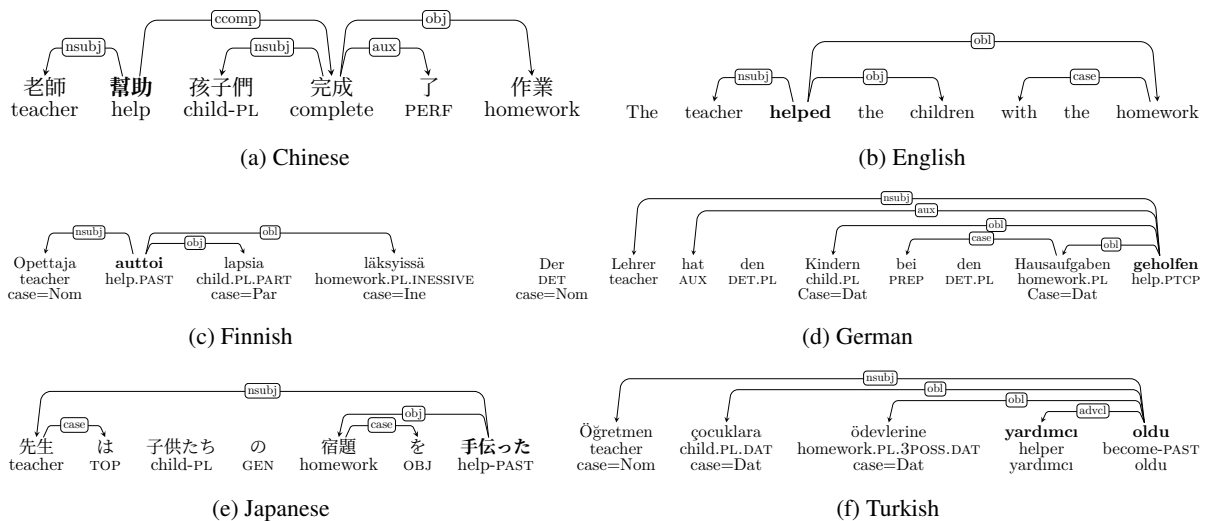 ccomp obj
nsubj nsubj aux
老師 幫助 孩子們 完成 了 作業
teacher help child-PL complete PERF homework
(a) Chinese
obl
nsubj obj case
The teacher helped the children with the homework
(b) English
nsubj obl
obj
Opettaja auttoi lapsia läksyissä
teacher help.PAST child.PL.PART homework.PL.INESSIVE
case=Nom case=Par case=Ine
(c) Finnish
nsubj
aux
obl
case obl
Der Lehrer hat den Kindern bei den Hausaufgaben geholfen
DET teacher AUX DET.PL child.PL PREP DET.PL homework.PL help.PTCP
case=Nom Case=Dat Case=Dat
(d) German
nsubj
obj
case case
先生 は 子供たち の 宿題 を 手伝った
teacher TOP child-PL GEN homework OBJ help-PAST
(e) Japanese
nsubj
obl
obl
advcl
Öğretmen çocuklara ödevlerine yardımcı oldu
teacher child.PL.DAT homework.PL.3POSS.DAT helper become-PAST
case=Nom case=Dat case=Dat yardımcı oldu
(f) Turkish